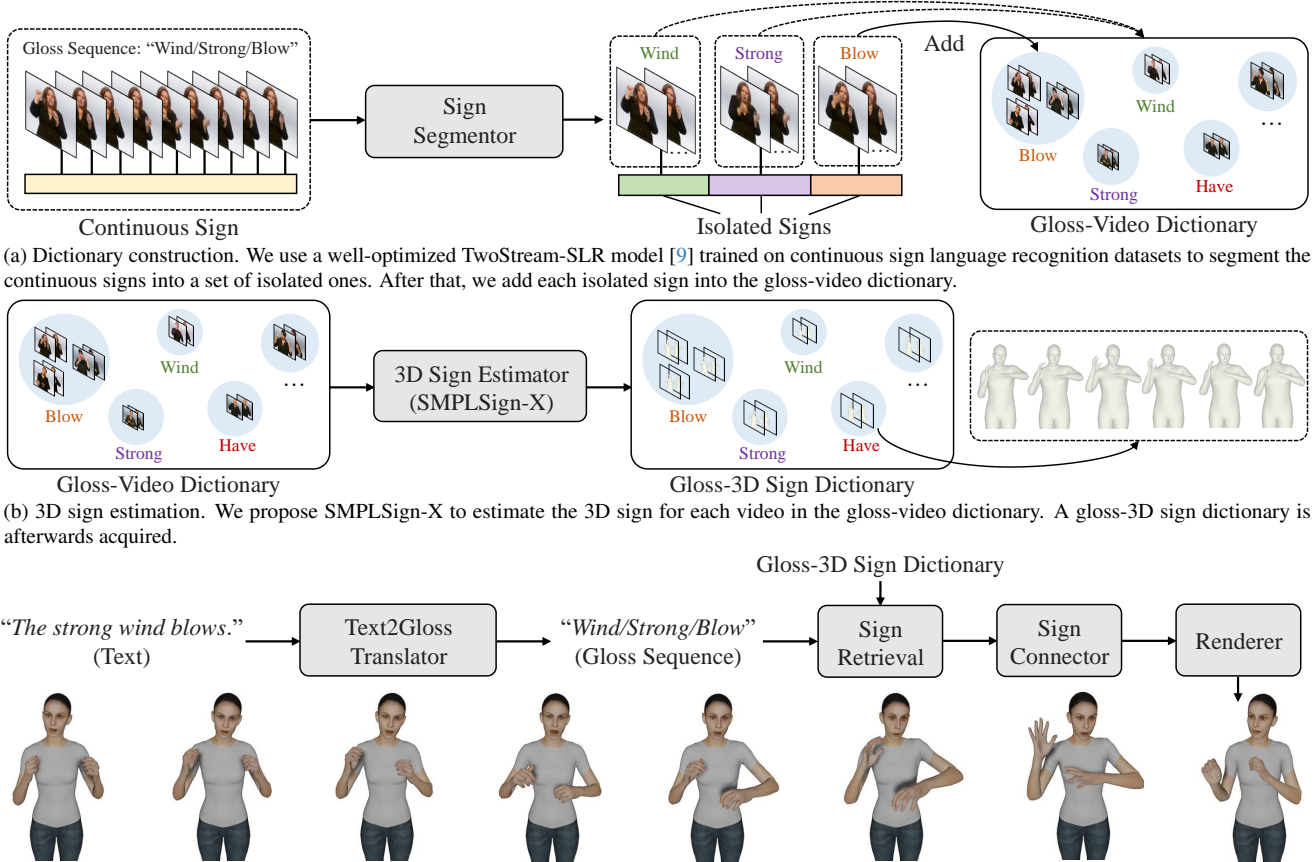 Gloss Sequence: “Wind/Strong/Blow”
Sign
Segmentor
Wind
Strong
Blow
...
...
...
Add
Wind
...
Blow
Strong
Have
Continuous Sign
Isolated Signs
Gloss-Video Dictionary
(a) Dictionary construction. We use a well-optimized TwoStream-SLR model [9] trained on continuous sign language recognition datasets to segment the
continuous signs into a set of isolated ones. After that, we add each isolated sign into the gloss-video dictionary.
Wind
...
Blow
Strong
Have
3D Sign Estimator
(SMPLSign-X)
Wind
...
Blow
Strong
Have
Gloss-Video Dictionary
Gloss-3D Sign Dictionary
(b) 3D sign estimation. We propose SMPLSign-X to estimate the 3D sign for each video in the gloss-video dictionary. A gloss-3D sign dictionary is
afterwards acquired.
Gloss-3D Sign Dictionary
“The strong wind blows.”
(Text)
Text2Gloss
Translator
“Wind/Strong/Blow”
(Gloss Sequence)
Sign
Retrieval
Sign
Connector
Renderer